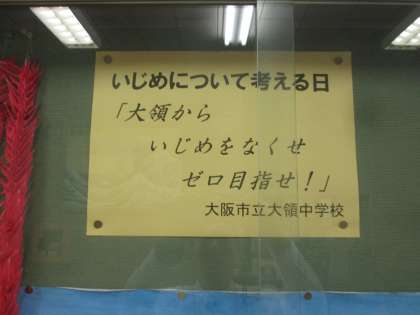 いじめについて考える日
「大領から
いじめをなくせ
ゼロ目指せ!」
大阪市立大領中学校